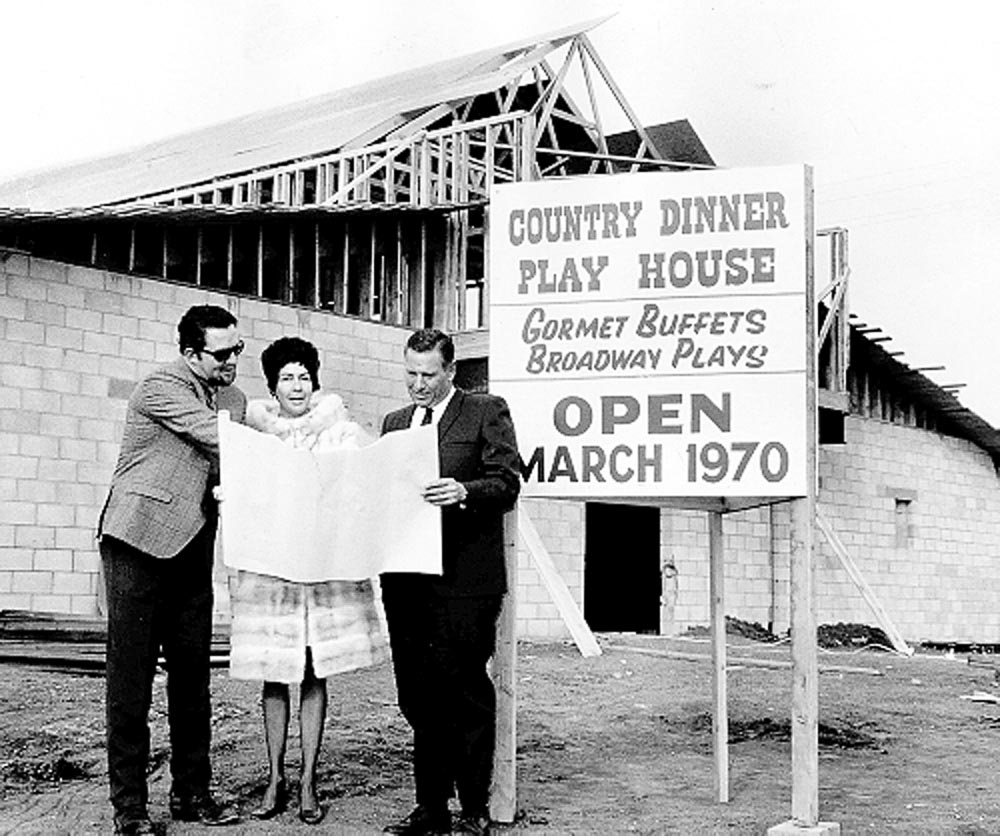 COUNTRY DINNER
PLAY HOUSE
GORMET BUFFETS
BROADWAY PLAYS
OPEN
MARCH 1970